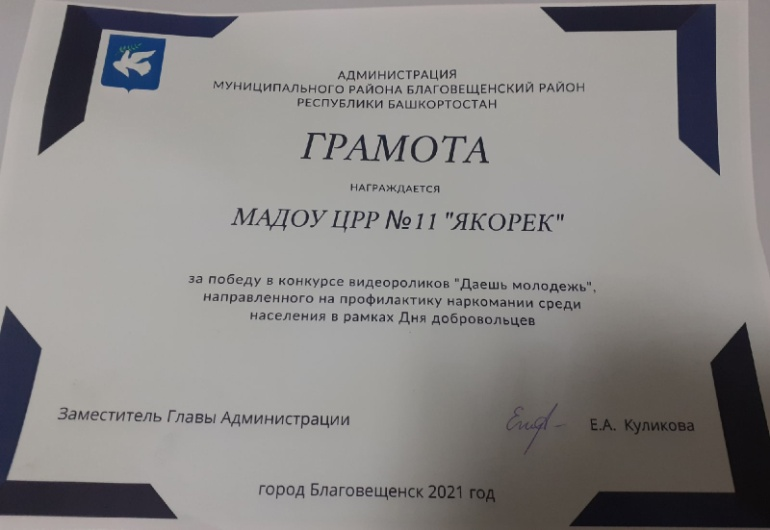 АДМИНИСТРАЦИЯ
МУНИЦИПАЛЬНОГО РАЙОНА БЛАГОВЕЩЕНСКИЙ РАЙОН
РЕСПУБЛИКИ БАШКОРТОСТАН
ГРАМОТА
НАГРАЖДАЕТСЯ
МАДОУ ЦРР №11 "ЯКОРЕК"
за победу в конкурсе видеороликов "Даешь молодежь",
направленного на профилактику наркомании среди
населения в рамках Дня добровольцев
Заместитель Главы Администрации Е.А. Куликова
город Благовещенск 2021 год